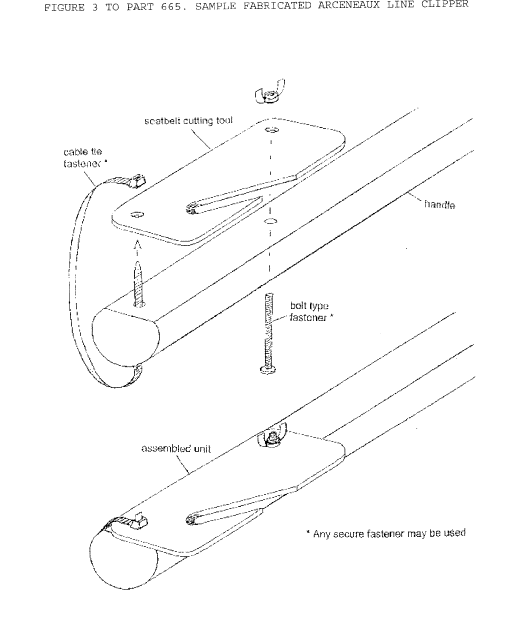 FIGURE 3 TO PART 665. SAMPLE FABRICATED ARCENEAUX LINE CLIPPER
seatbelt cutting tool
cable tie
fastener *
handle
bolt type
fastener *
assembled unit
* Any secure fastener may be used